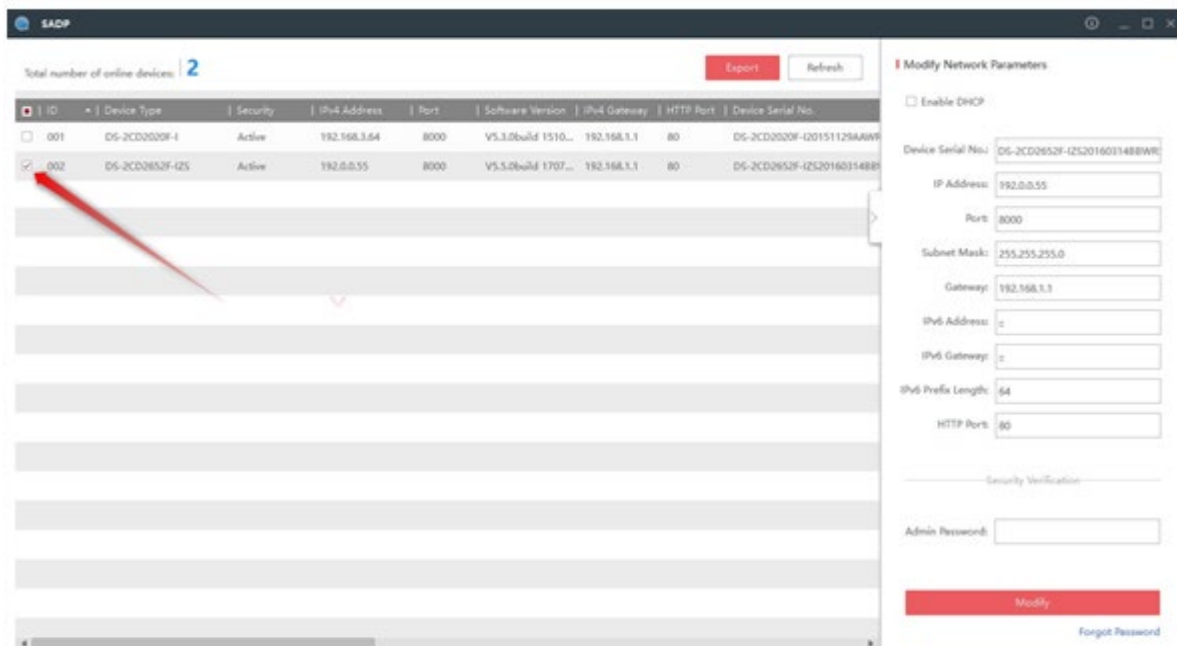 SADP
Total number of online devices: 2
Export
Refresh
ID | Device Type | Security | IPv4 Address | Port | Software Version | IPv4 Gateway | HTTP Port | Device Serial No.
001 DS-2CD2020F-I Active 192.168.3.64 8000 V5.3.0build 1510... 192.168.1.1 80
002 DS-2CD2652F-IZS Active 192.0.0.55 8000 V5.5.0build 1707... 192.168.1.1 80
Modify Network Parameters
Enable DHCP
Device Serial No.: DS-2CD2652F-IZS20160314BBWR
IP Address: 192.0.0.55
Port: 8000
Subnet Mask: 255.255.255.0
Gateway: 192.168.1.1
IPv6 Address: ::
IPv6 Gateway: ::
IPv6 Prefix Length: 64
HTTP Port: 80
Security Verification
Admin Password:
Modify
Forgot Password